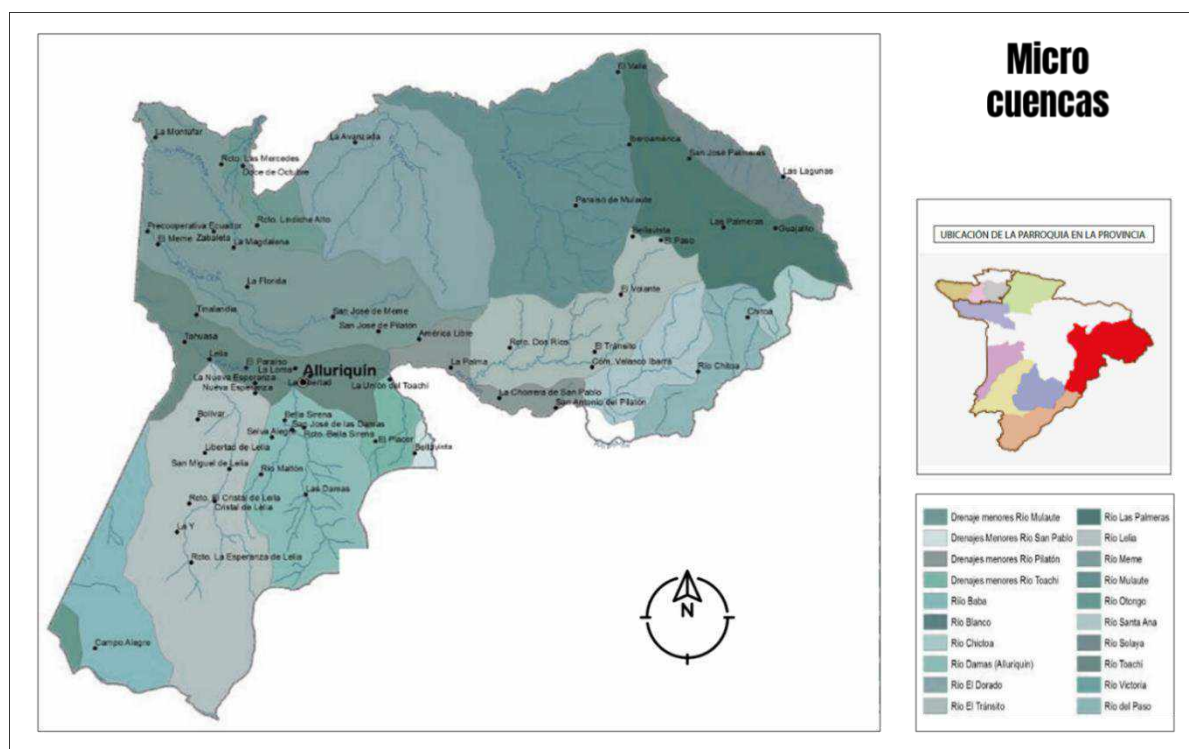 Micro
cuencas
El Valle
La Montufar
La Avanzada
Iberoamérica
Rcto. Las Mercedes
Doce de Octubre
San José Palmeras
Las Lagunas
Paraíso de Mulaute
Rcto. Lediche Alto
Las Palmeras
Guajalito
Precooperativa Ecuador
Zabaleta
El Meme
La Magdalena
Bellavista
El Paso
La Florida
El Volante
Tinalandia
San José de Meme
Chitoa
San José de Pilatón
América Libre
Tahuasa
Rcto. Dos Ríos
El Tránsito
Lelia
El Paraíso
La Loma
Alluriquín
La Palma
Com. Velasco Ibarra
Río Chitoa
La Nueva Esperanza
La Libertad
La Unión del Toachi
Nueva Esperanza
La Chorrera de San Pablo
San Antonio del Pilatón
Bolívar
Bella Sirena
San José de las Damas
Selva Alegre
Rcto. Bella Sirena
El Placer
Libertad de Lelia
Bellavista
San Miguel de Lelia
Río Maitón
Las Damas
Rcto. El Cristal de Lelia
Cristal de Lelia
La Y
Rcto. La Esperanza de Lelia
Campo Alegre
N
UBICACIÓN DE LA PARROQUIA EN LA PROVINCIA
Drenaje menores Río Mulaute
Drenajes Menores Río San Pablo
Drenajes menores Río Pilatón
Drenajes menores Río Toachi
Río Baba
Río Blanco
Río Chictoa
Río Damas (Alluriquín)
Río El Dorado
Río El Tránsito
Río Las Palmeras
Río Lelia
Río Meme
Río Mulaute
Río Otongo
Río Santa Ana
Río Solaya
Río Toachi
Río Victoria
Río del Paso